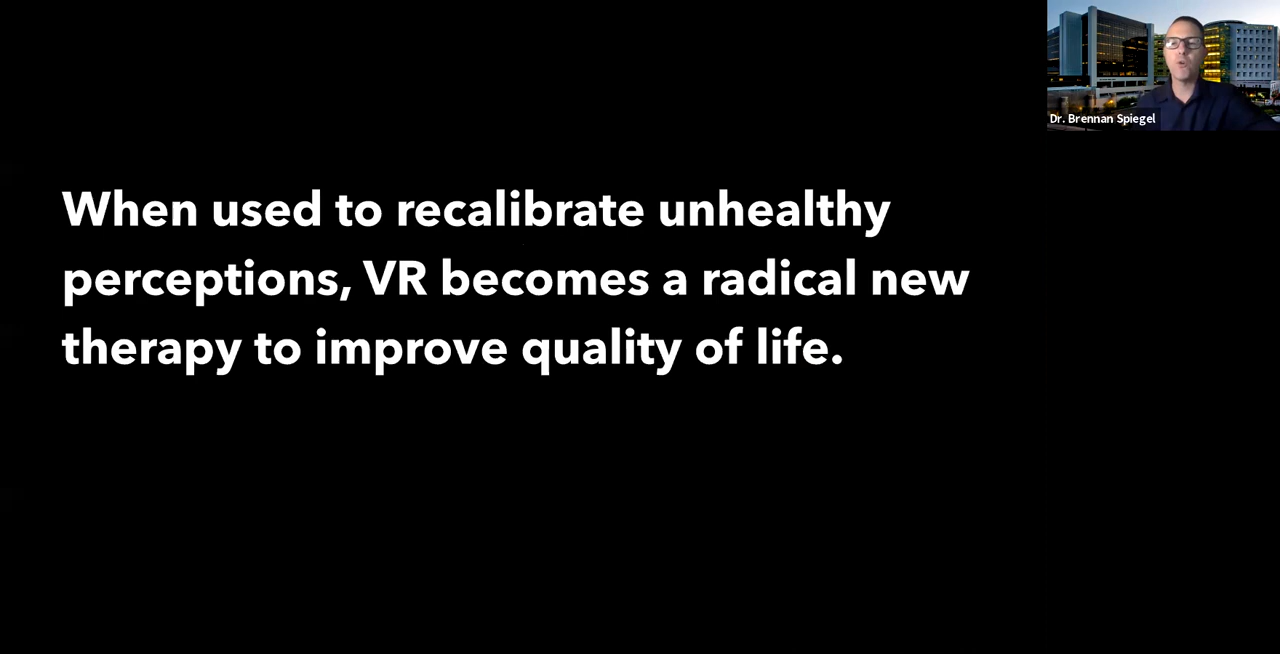 Dr. Brennan Spiegel
When used to recalibrate unhealthy
perceptions, VR becomes a radical new
therapy to improve quality of life.